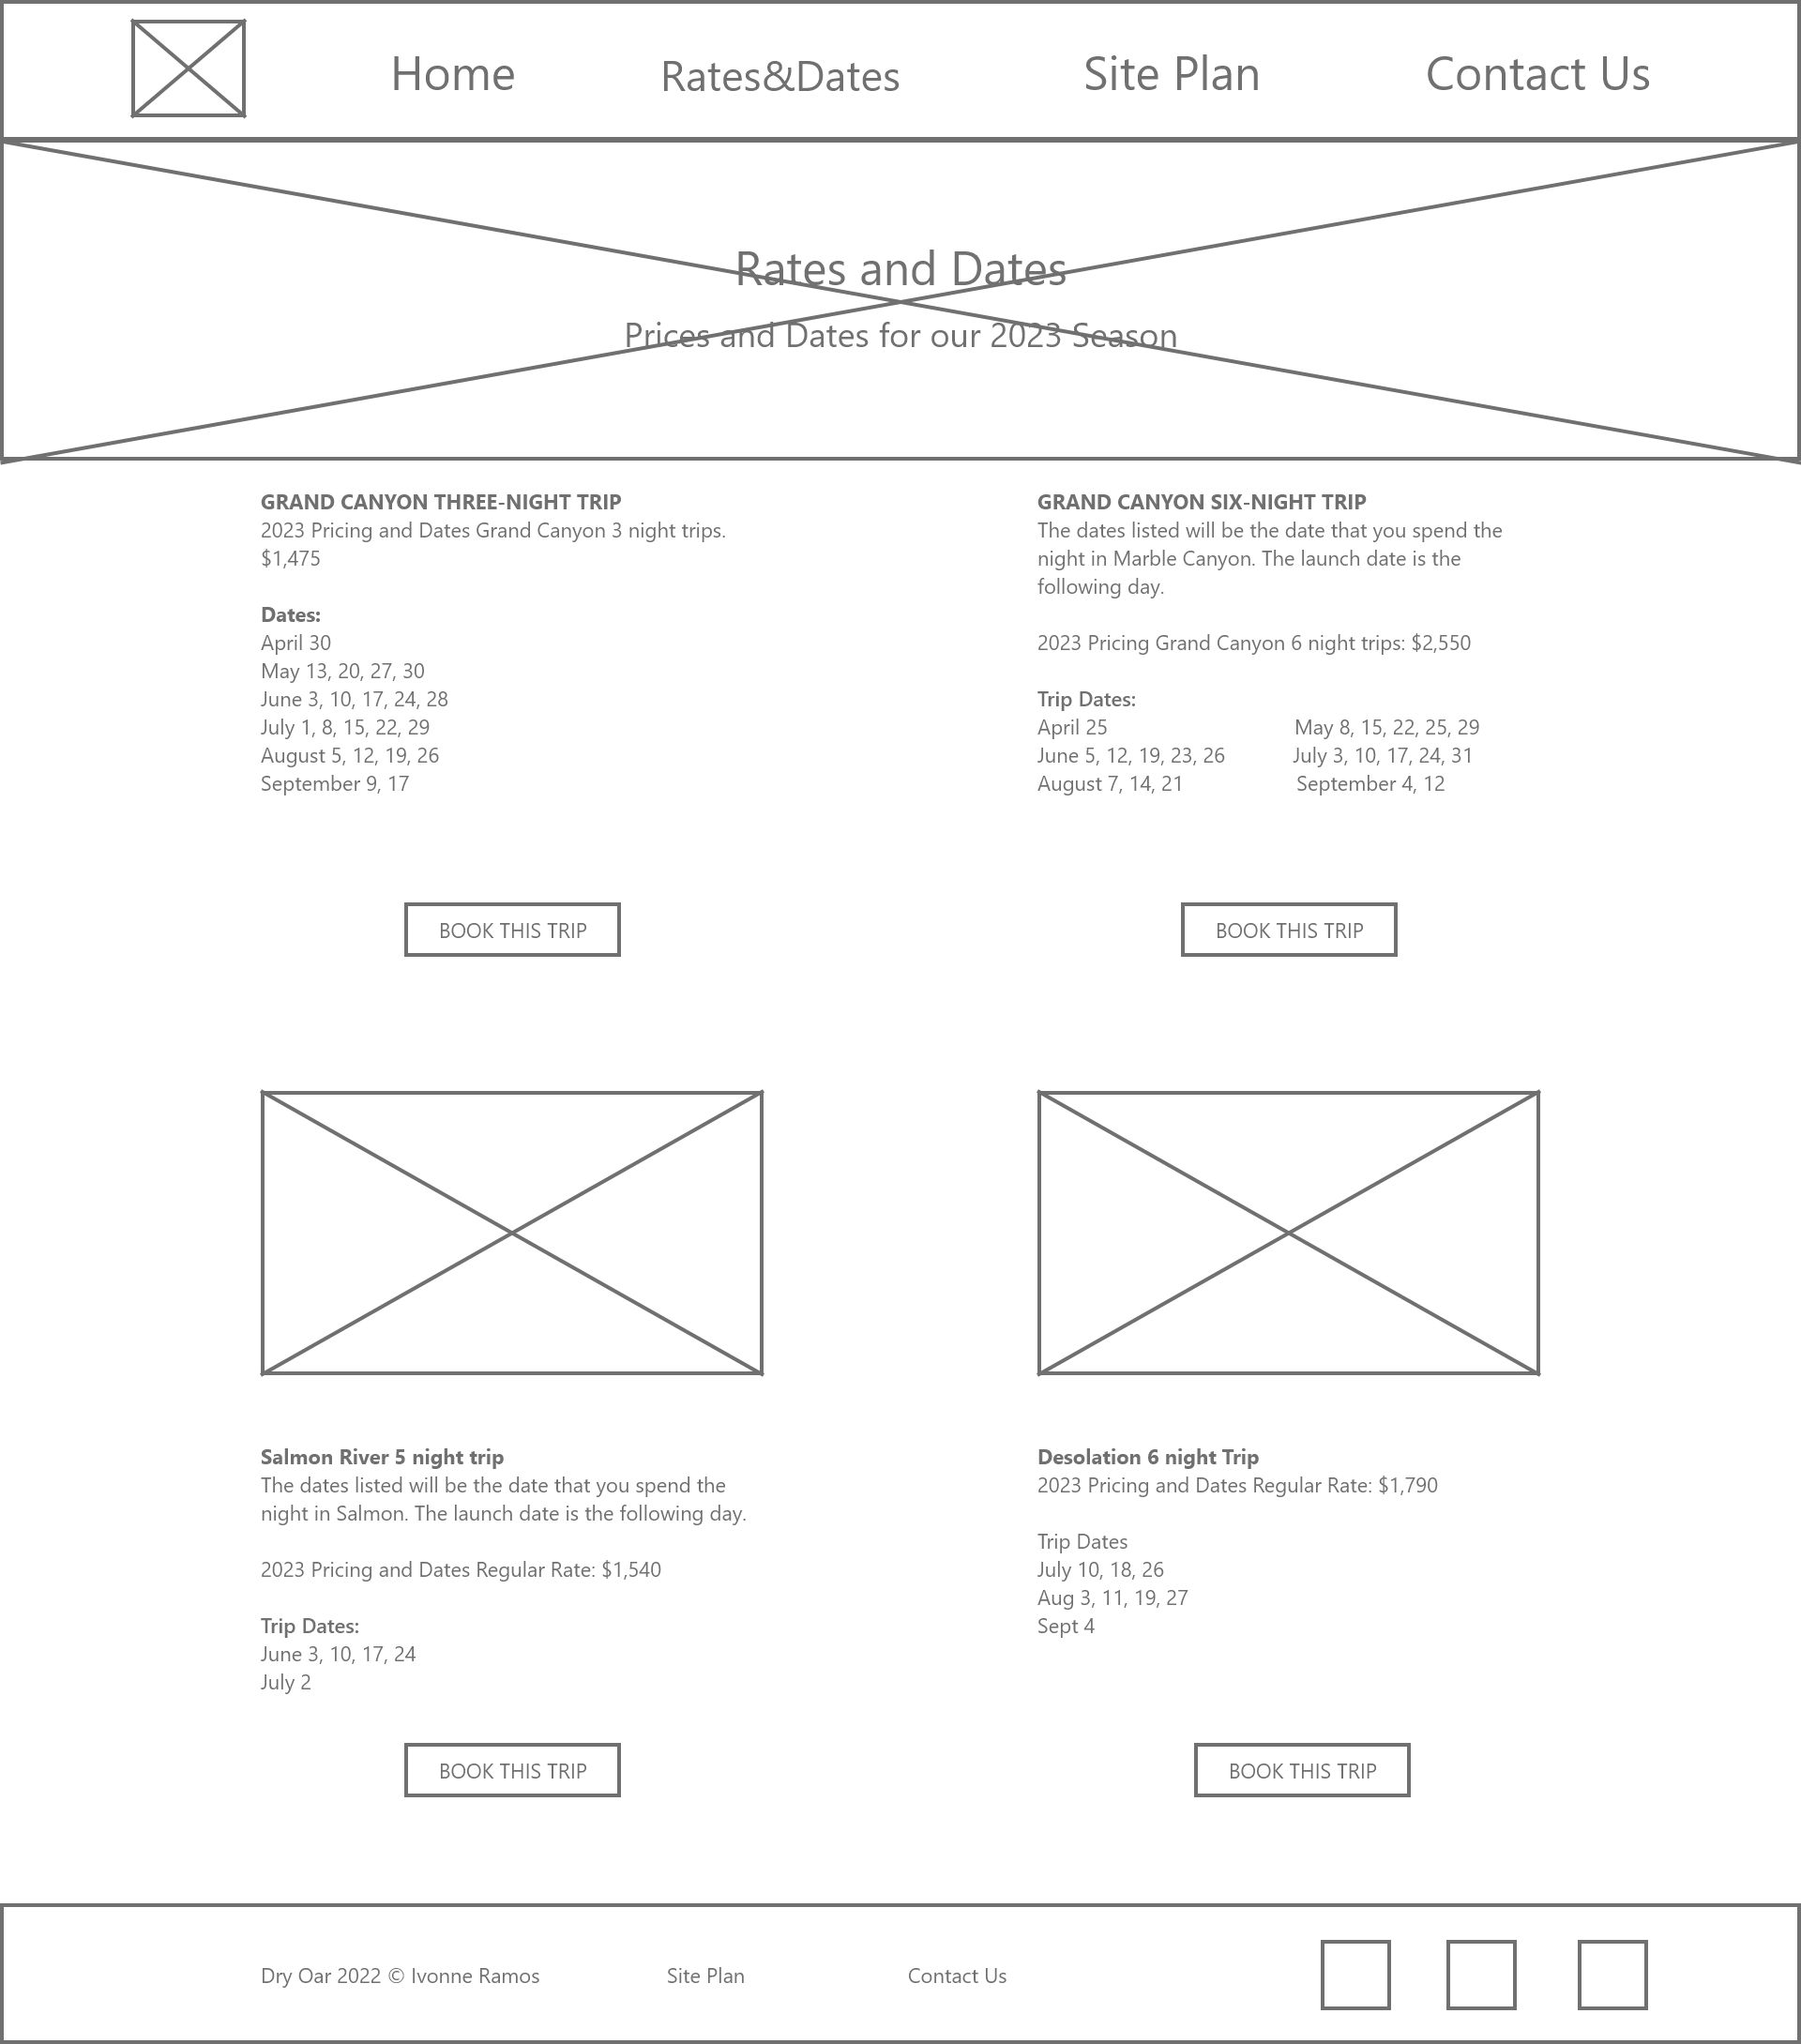 Home Rates&Dates Site Plan Contact Us
Rates and Dates
Prices and Dates for our 2023 Season
GRAND CANYON THREE-NIGHT TRIP
2023 Pricing and Dates Grand Canyon 3 night trips.
$1,475
Dates:
April 30
May 13, 20, 27, 30
June 3, 10, 17, 24, 28
July 1, 8, 15, 22, 29
August 5, 12, 19, 26
September 9, 17
BOOK THIS TRIP
GRAND CANYON SIX-NIGHT TRIP
The dates listed will be the date that you spend the
night in Marble Canyon. The launch date is the
following day.
2023 Pricing Grand Canyon 6 night trips: $2,550
Trip Dates:
April 25 May 8, 15, 22, 25, 29
June 5, 12, 19, 23, 26 July 3, 10, 17, 24, 31
August 7, 14, 21 September 4, 12
BOOK THIS TRIP
Salmon River 5 night trip
The dates listed will be the date that you spend the
night in Salmon. The launch date is the following day.
2023 Pricing and Dates Regular Rate: $1,540
Trip Dates:
June 3, 10, 17, 24
July 2
BOOK THIS TRIP
Desolation 6 night Trip
2023 Pricing and Dates Regular Rate: $1,790
Trip Dates
July 10, 18, 26
Aug 3, 11, 19, 27
Sept 4
BOOK THIS TRIP
Dry Oar 2022 © Ivonne Ramos Site Plan Contact Us